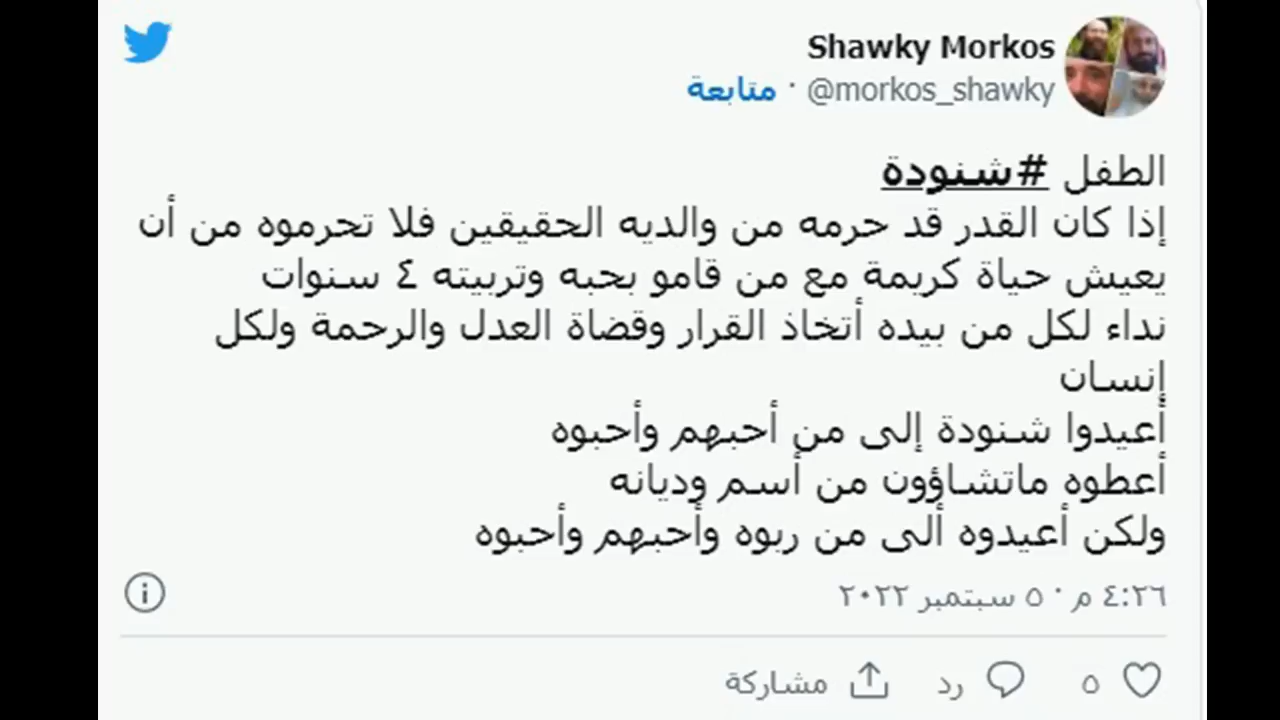 Shawky Morkos
@morkos_shawky · متابعة
الطفل #شنودة
إذا كان القدر قد حرمه من والديه الحقيقين فلا تحرموه من أن
يعيش حياة كريمة مع من قامو بحبه وتربيته ٤ سنوات
نداء لكل من بيده أتخاذ القرار وقضاة العدل والرحمة ولكل
إنسان
أعيدوا شنودة إلى من أحبهم وأحبوه
أعطوه ماتشاؤون من أسم وديانه
ولكن أعيدوه ألى من ربوه وأحبهم وأحبوه
٤:٢٦ م · ٥ سبتمبر ٢٠٢٢
٥ رد مشاركة